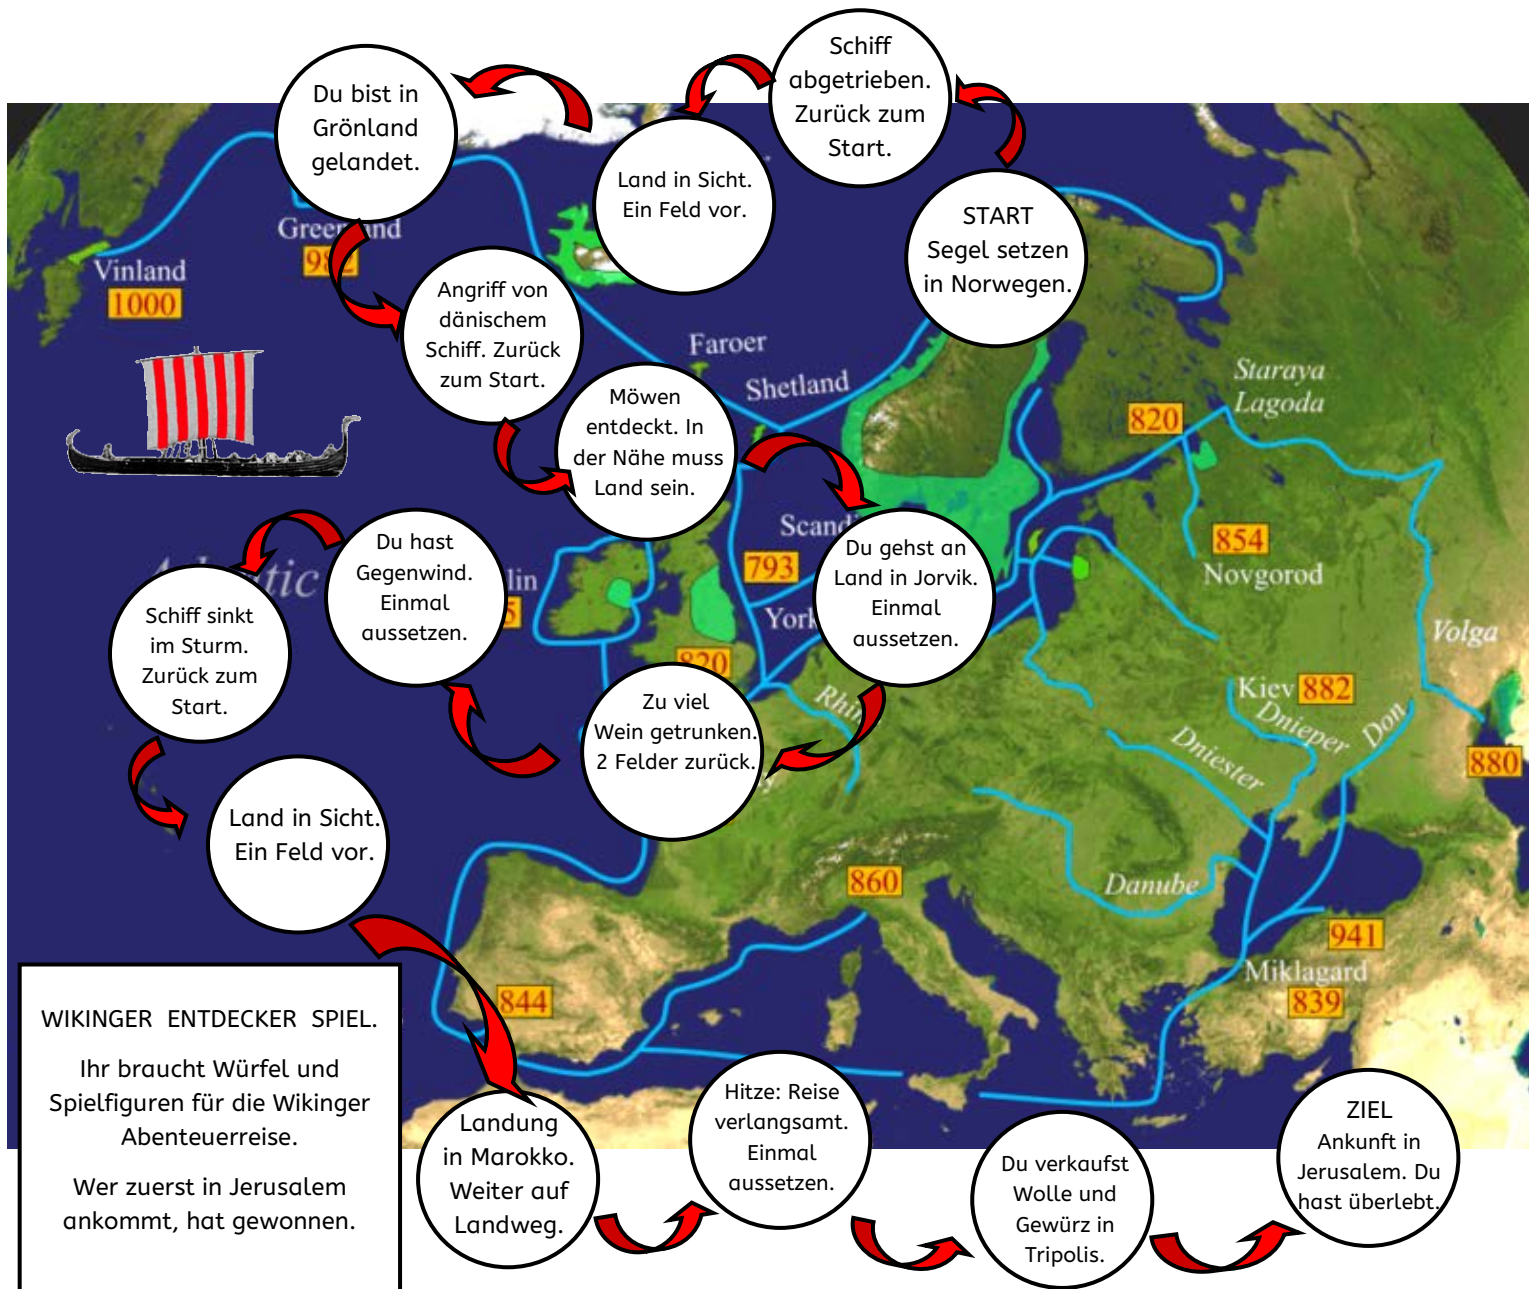 Schiff
abgetrieben.
Zurück zum
Start.
Du bist in
Grönland
gelandet.
Land in Sicht.
Ein Feld vor.
START
Segel setzen
in Norwegen.
Vinland
1000
Angriff von
dänischem
Schiff. Zurück
zum Start.
Faroer
Shetland
Möwen
entdeckt. In
der Nähe muss
Land sein.
Staraya
Lagoda
820
854
Novgorod
793
York
Du gehst an
Land in Jorvik.
Einmal
aussetzen.
Du hast
Gegenwind.
Einmal
aussetzen.
Schiff sinkt
im Sturm.
Zurück zum
Start.
820
Zu viel
Wein getrunken.
2 Felder zurück.
Volga
Kiev 882
Dnieper
Don
Dniester
880
Land in Sicht.
Ein Feld vor.
860
Danube
941
Miklagard
839
844
WIKINGER ENTDECKER SPIEL.
Ihr braucht Würfel und
Spielfiguren für die Wikinger
Abenteuerreise.
Wer zuerst in Jerusalem
ankommt, hat gewonnen.
Landung
in Marokko.
Weiter auf
Landweg.
Hitze: Reise
verlangsamt.
Einmal
aussetzen.
Du verkaufst
Wolle und
Gewürz in
Tripolis.
ZIEL
Ankunft in
Jerusalem. Du
hast überlebt.